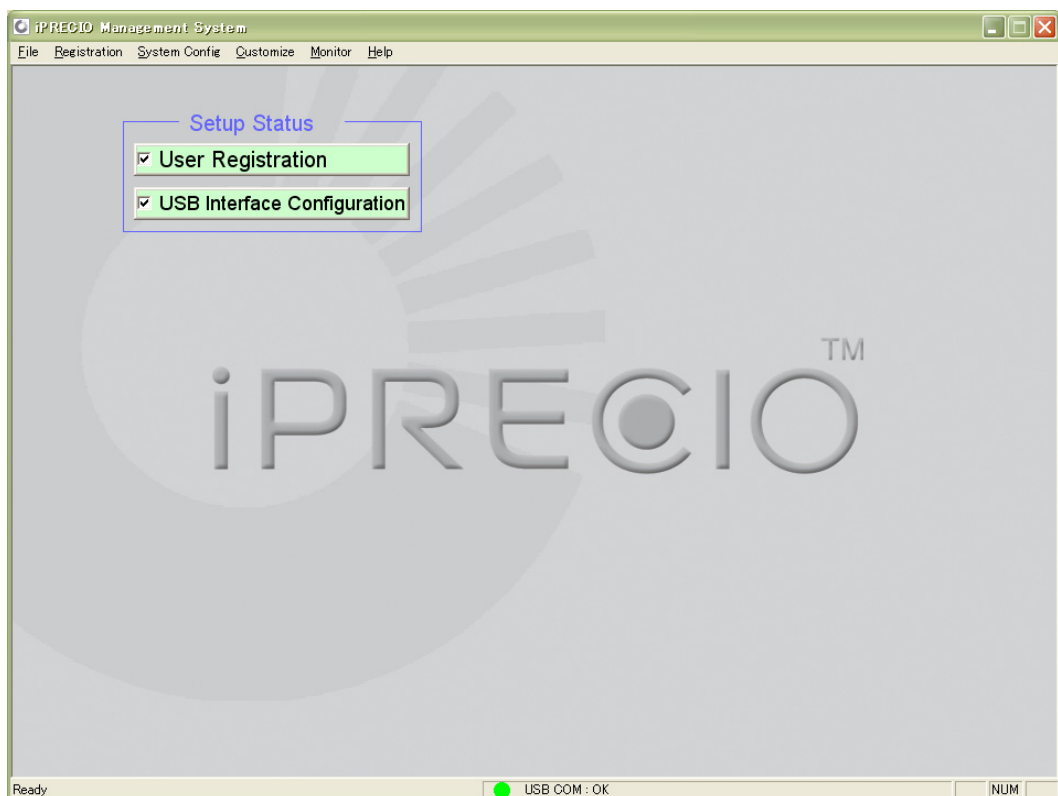 iPRECIO Management System
File Registration System Config Customize Monitor Help
Setup Status
User Registration
USB Interface Configuration
iPRECIO TM
Ready USB COM : OK NUM